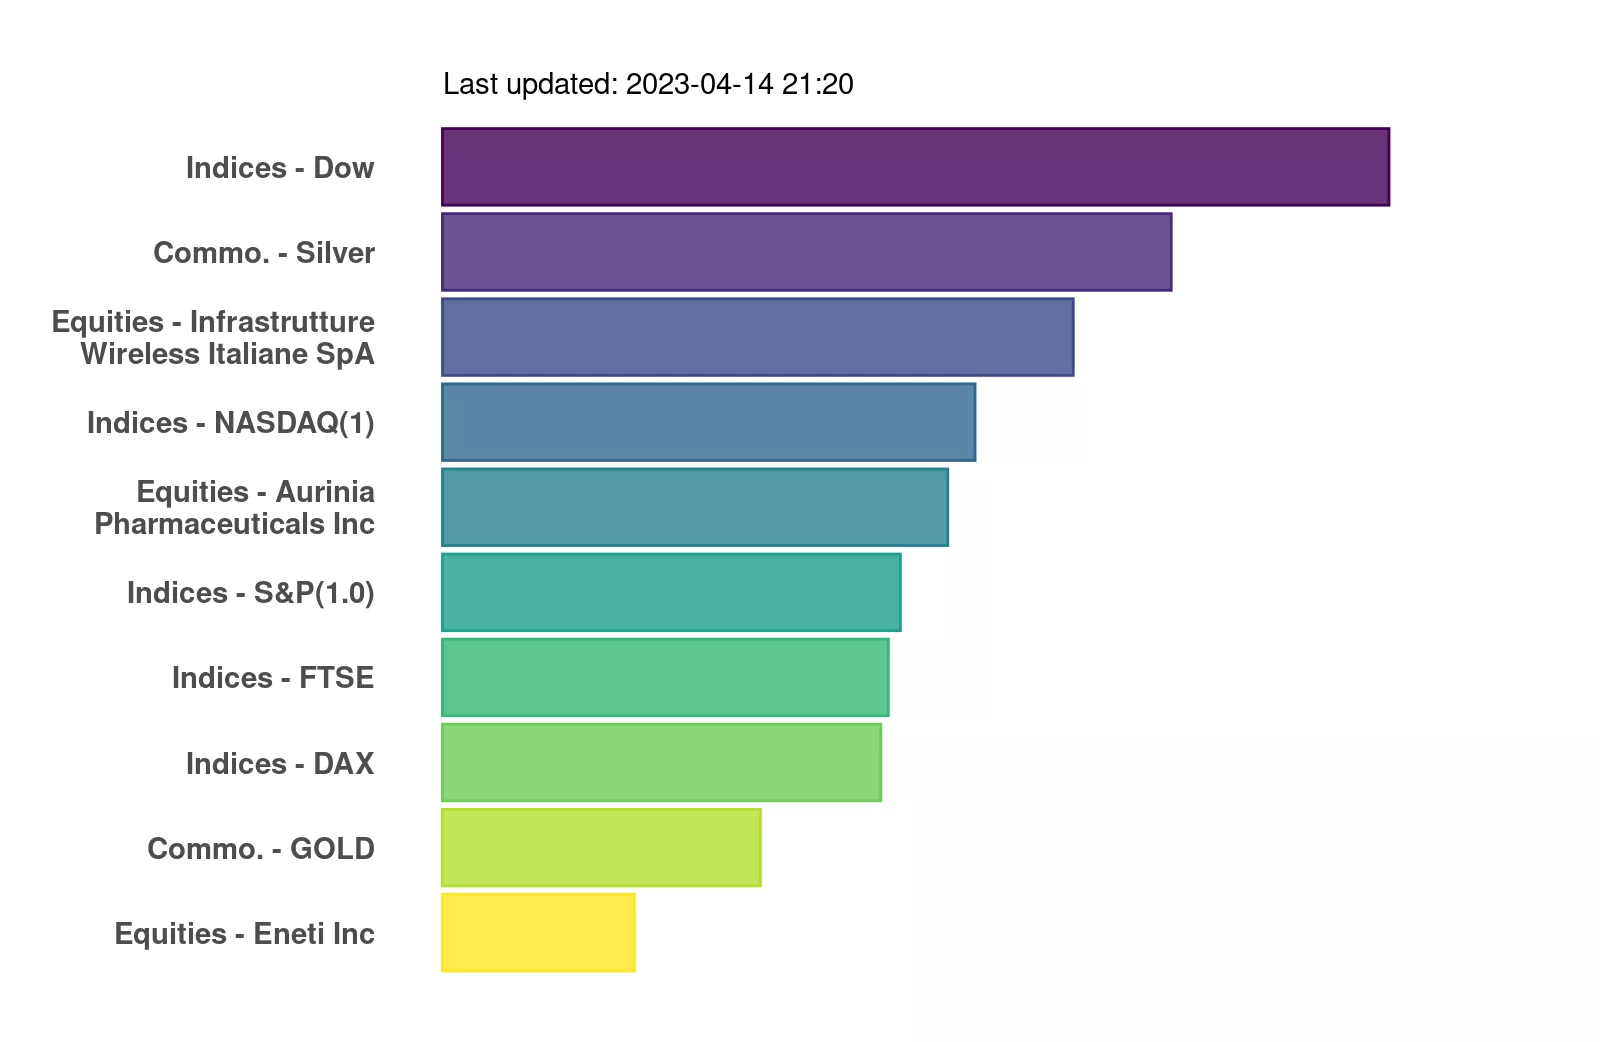 Last updated: 2023-04-14 21:20
Indices - Dow
Commo. - Silver
Equities - Infrastrutture
Wireless Italiane SpA
Indices - NASDAQ(1)
Equities - Aurinia
Pharmaceuticals Inc
Indices - S&P(1.0)
Indices - FTSE
Indices - DAX
Commo. - GOLD
Equities - Eneti Inc